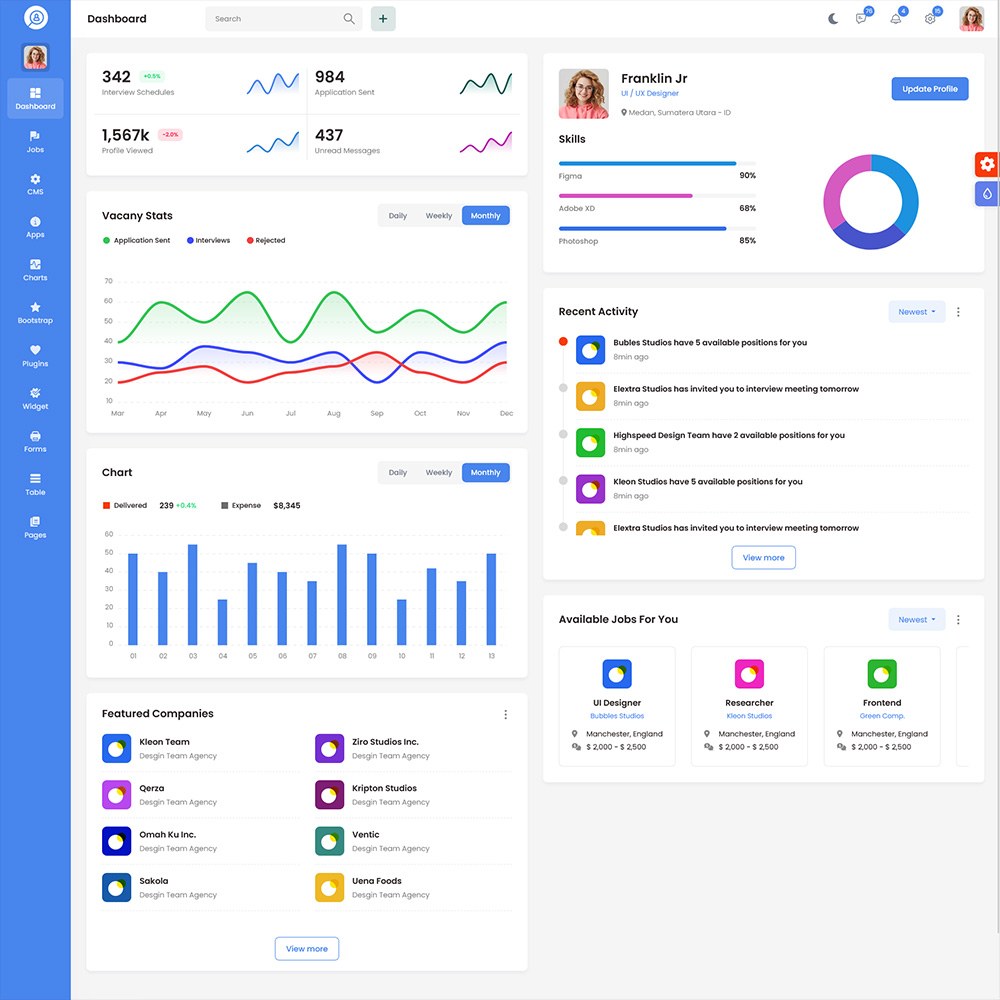 Dashboard
Search
+
76
4
15
Dashboard
Jobs
CMS
Apps
Charts
Bootstrap
Plugins
Widget
Forms
Table
Pages
342 +0.5%
Interview Schedules
984
Application Sent
1,567k -2.0%
Profile Viewed
437
Unread Messages
Vacany Stats
Daily Weekly Monthly
Application Sent Interviews Rejected
70
60
50
40
30
20
10
Mar Apr May Jun Jul Aug Sep Oct Nov Dec
Chart
Daily Weekly Monthly
Delivered 239 +0.4% Expense $8,345
60
50
40
30
20
10
0
01 02 03 04 05 06 07 08 09 10 11 12 13
Featured Companies
Kleon Team
Desgin Team Agency
Ziro Studios Inc.
Desgin Team Agency
Qerza
Desgin Team Agency
Kripton Studios
Desgin Team Agency
Omah Ku Inc.
Desgin Team Agency
Ventic
Desgin Team Agency
Sakola
Desgin Team Agency
Uena Foods
Desgin Team Agency
View more
Franklin Jr
UI / UX Designer
Medan, Sumatera Utara - ID
Update Profile
Skills
Figma 90%
Adobe XD 68%
Photoshop 85%
Recent Activity
Newest
Bubles Studios have 5 available positions for you
8min ago
Elextra Studios has invited you to interview meeting tomorrow
8min ago
Highspeed Design Team have 2 available positions for you
8min ago
Kleon Studios have 5 available positions for you
8min ago
Elextra Studios has invited you to interview meeting tomorrow
View more
Available Jobs For You
Newest
UI Designer
Bubbles Studios
Manchester, England
$ 2,000 - $ 2,500
Researcher
Kleon Studios
Manchester, England
$ 2,000 - $ 2,500
Frontend
Green Comp.
Manchester, England
$ 2,000 - $ 2,500